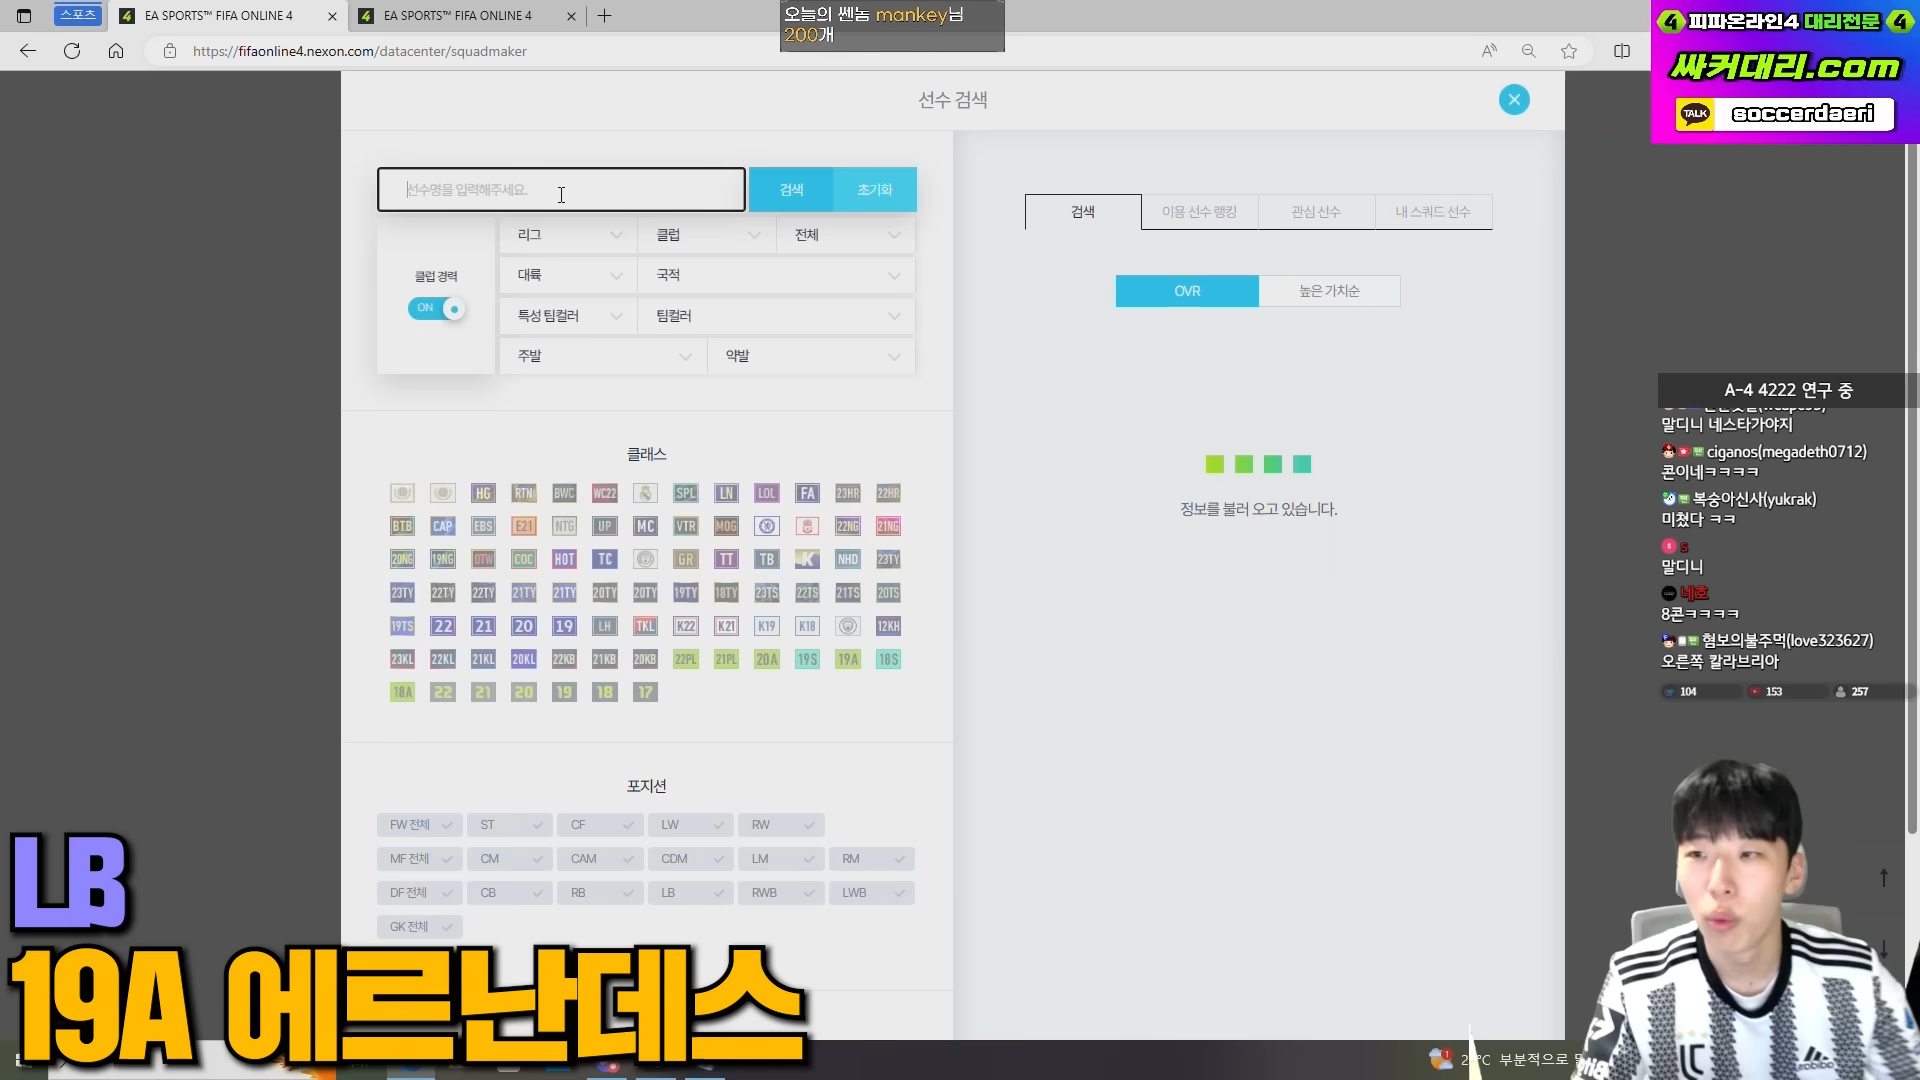 스포츠
EA SPORTS™ FIFA ONLINE 4
EA SPORTS™ FIFA ONLINE 4
https://fifaonline4.nexon.com/datacenter/squadmaker
오늘의 쎈놈 mankey님
200개
피파온라인4 대리전문
싸커대리.com
TALK soccerdaeri
선수 검색
선수명을 입력해주세요.
검색 초기화
클럽 경력
ON
리그 클럽 전체
대륙 국적
특성 팀컬러 팀컬러
주발 약발
검색 이용 선수 랭킹 관심 선수 내 스쿼드 선수
OVR 높은 가치순
정보를 불러 오고 있습니다.
클래스
HG RTN BWC WC22 SPL LN LOL FA 23HR 22HR
BTB CAP EBS E21 NTG UP MC VTR MOG 22NG 21NG
20NG 19NG OTW COC HOT TC GR TT TB K NHD 23TY
23TY 22TY 22TY 21TY 21TY 20TY 20TY 19TY 18TY 23TS 22TS 21TS 20TS
19TS 22 21 20 19 LH TKL K22 K21 K19 K18 12KH
23KL 22KL 21KL 20KL 22KB 21KB 20KB 22PL 21PL 20A 19S 19A 18S
18A 22 21 20 19 18 17
포지션
FW 전체 ST CF LW RW
MF 전체 CM CAM CDM LM RM
DF 전체 CB RB LB RWB LWB
GK 전체
A-4 4222 연구 중
말디니 네스타가야지
ciganos(megadeth0712)
콘이네ㅋㅋㅋㅋ
복숭아신사(yukrak)
미쳤다 ㅋㅋ
s
말디니
네호
8콘ㅋㅋㅋㅋ
혐보의불주먹(love323627)
오른쪽 칼라브리아
104 153 257
LB
19A 에르난데스
부분적으로